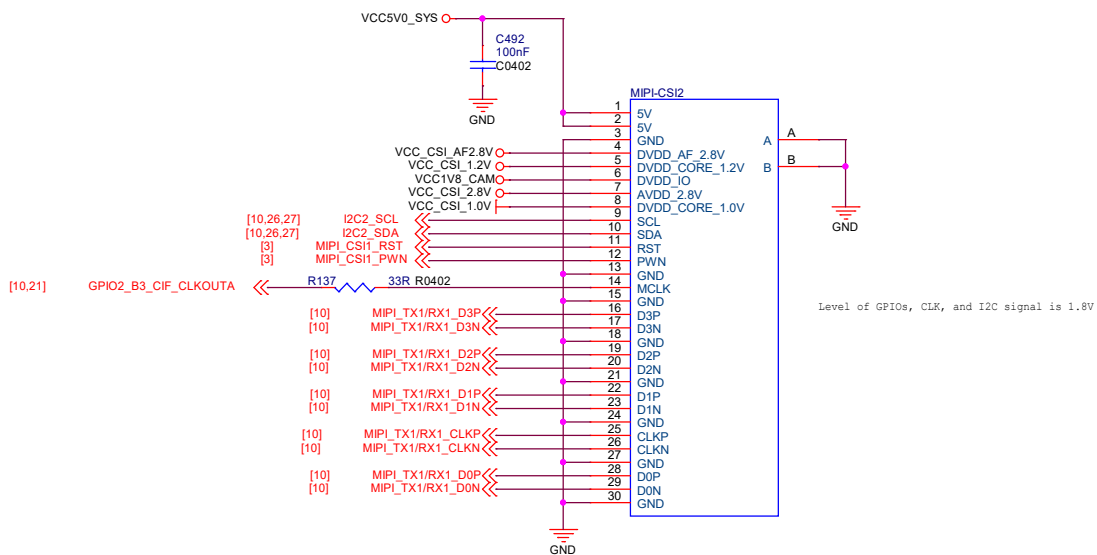 VCC5V0_SYS
C492
100nF
C0402
GND
MIPI-CSI2
1 5V
2 5V
3 GND
VCC_CSI_AF2.8V 4 DVDD_AF_2.8V
VCC_CSI_1.2V 5 DVDD_CORE_1.2V
VCC1V8_CAM 6 DVDD_IO
VCC_CSI_2.8V 7 AVDD_2.8V
VCC_CSI_1.0V 8 DVDD_CORE_1.0V
[10,26,27] I2C2_SCL 9 SCL
[10,26,27] I2C2_SDA 10 SDA
[3] MIPI_CSI1_RST 11 RST
[3] MIPI_CSI1_PWN 12 PWN
13 GND
[10,21] GPIO2_B3_CIF_CLKOUTA R137 33R R0402 14 MCLK
15 GND
[10] MIPI_TX1/RX1_D3P 16 D3P
[10] MIPI_TX1/RX1_D3N 17 D3N
18 GND
[10] MIPI_TX1/RX1_D2P 19 D2P
[10] MIPI_TX1/RX1_D2N 20 D2N
21 GND
[10] MIPI_TX1/RX1_D1P 22 D1P
[10] MIPI_TX1/RX1_D1N 23 D1N
24 GND
[10] MIPI_TX1/RX1_CLKP 25 CLKP
[10] MIPI_TX1/RX1_CLKN 26 CLKN
27 GND
[10] MIPI_TX1/RX1_D0P 28 D0P
[10] MIPI_TX1/RX1_D0N 29 D0N
30 GND
GND
A A
B B
GND
Level of GPIOs, CLK, and I2C signal is 1.8V